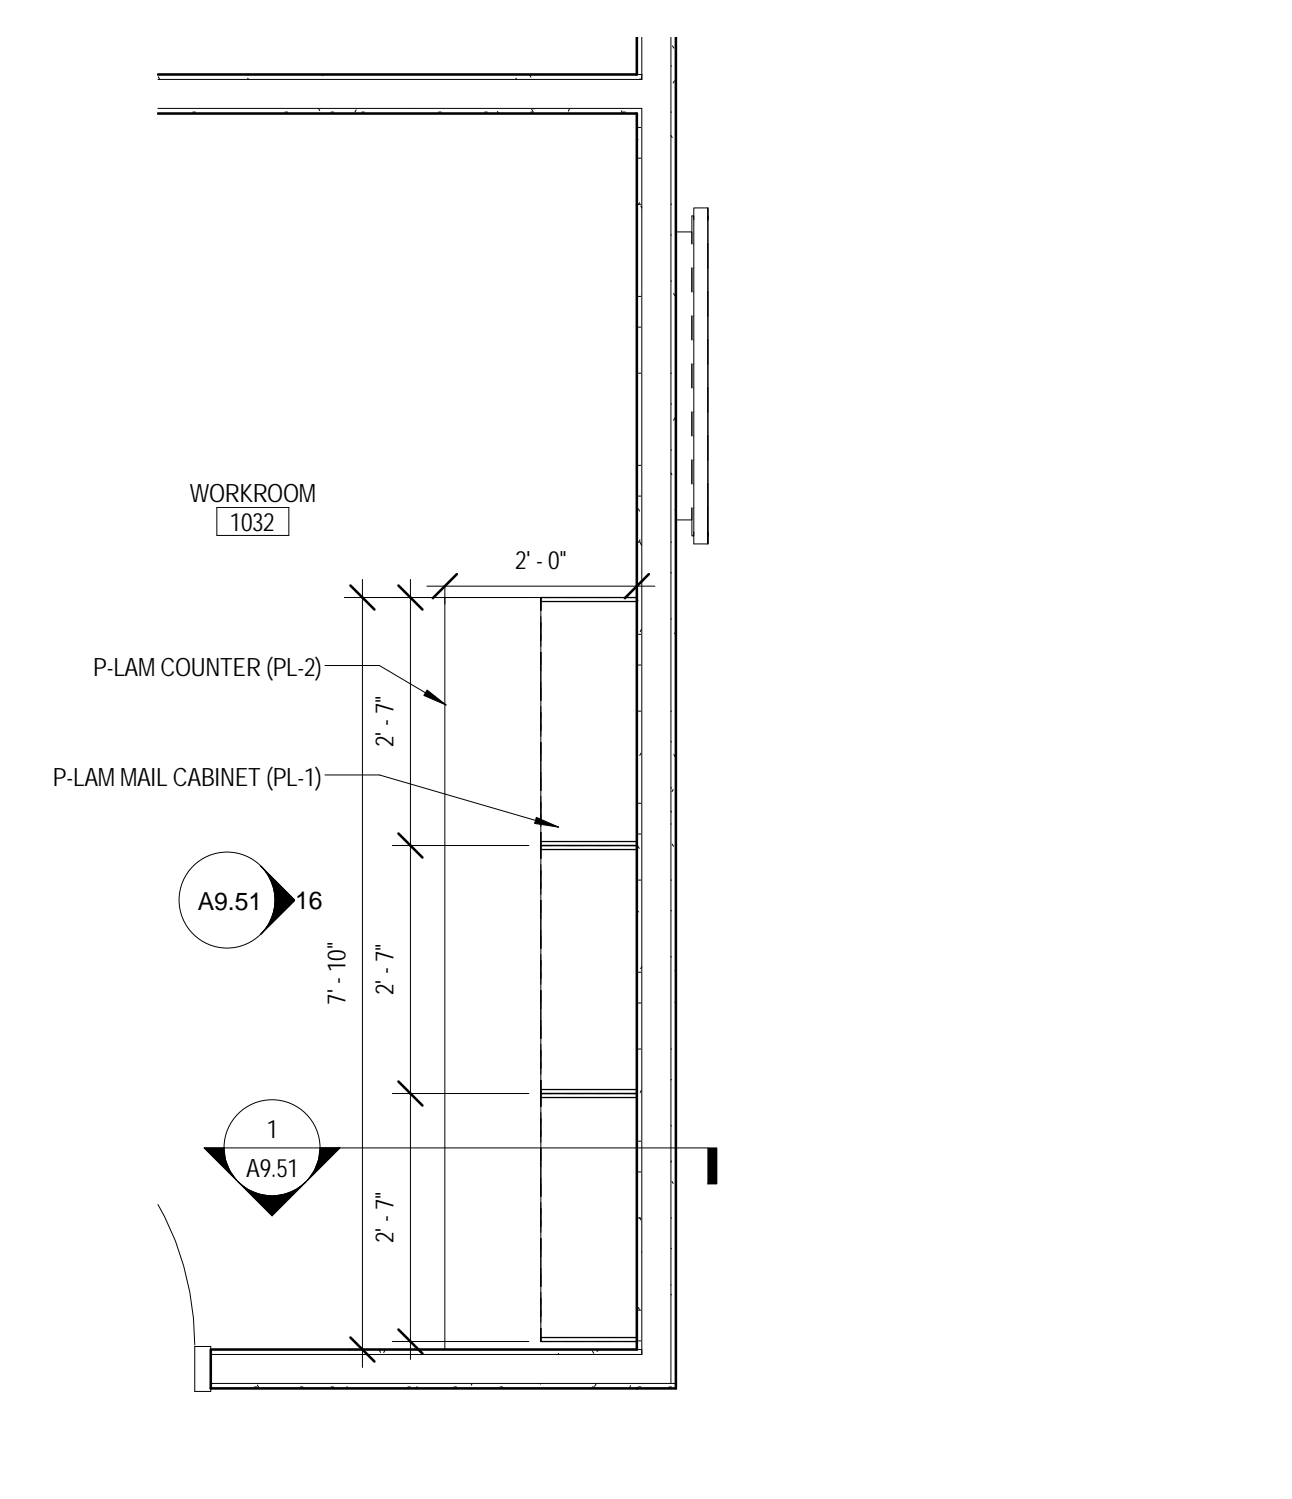 WORKROOM
1032
2' - 0"
P-LAM COUNTER (PL-2)
2' - 7"
P-LAM MAIL CABINET (PL-1)
A9.51
16
7' - 10"
2' - 7"
1
A9.51
2' - 7"